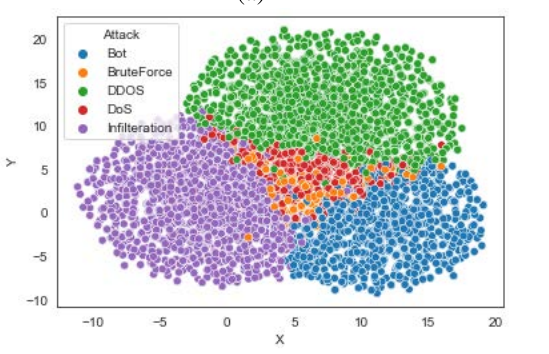 20
15
10
5
0
−5
−10
Y
Attack
Bot
BruteForce
DDOS
DoS
Infilteration
−10 −5 0 5 10 15 20
X